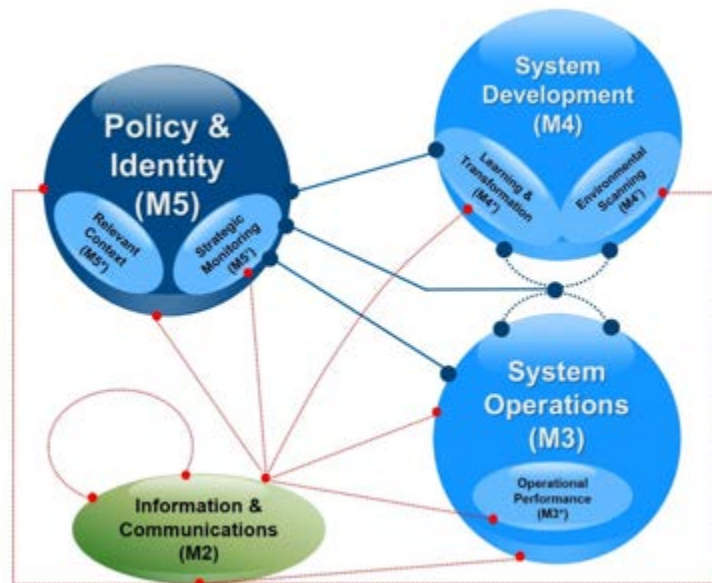 Policy &
Identity
(M5)
Relevant
Context
(M5*)
Strategic
Monitoring
(M5')
System
Development
(M4)
Learning &
Transformation
(M4*)
Environmental
Scanning
(M4')
System
Operations
(M3)
Operational
Performance
(M3*)
Information &
Communications
(M2)